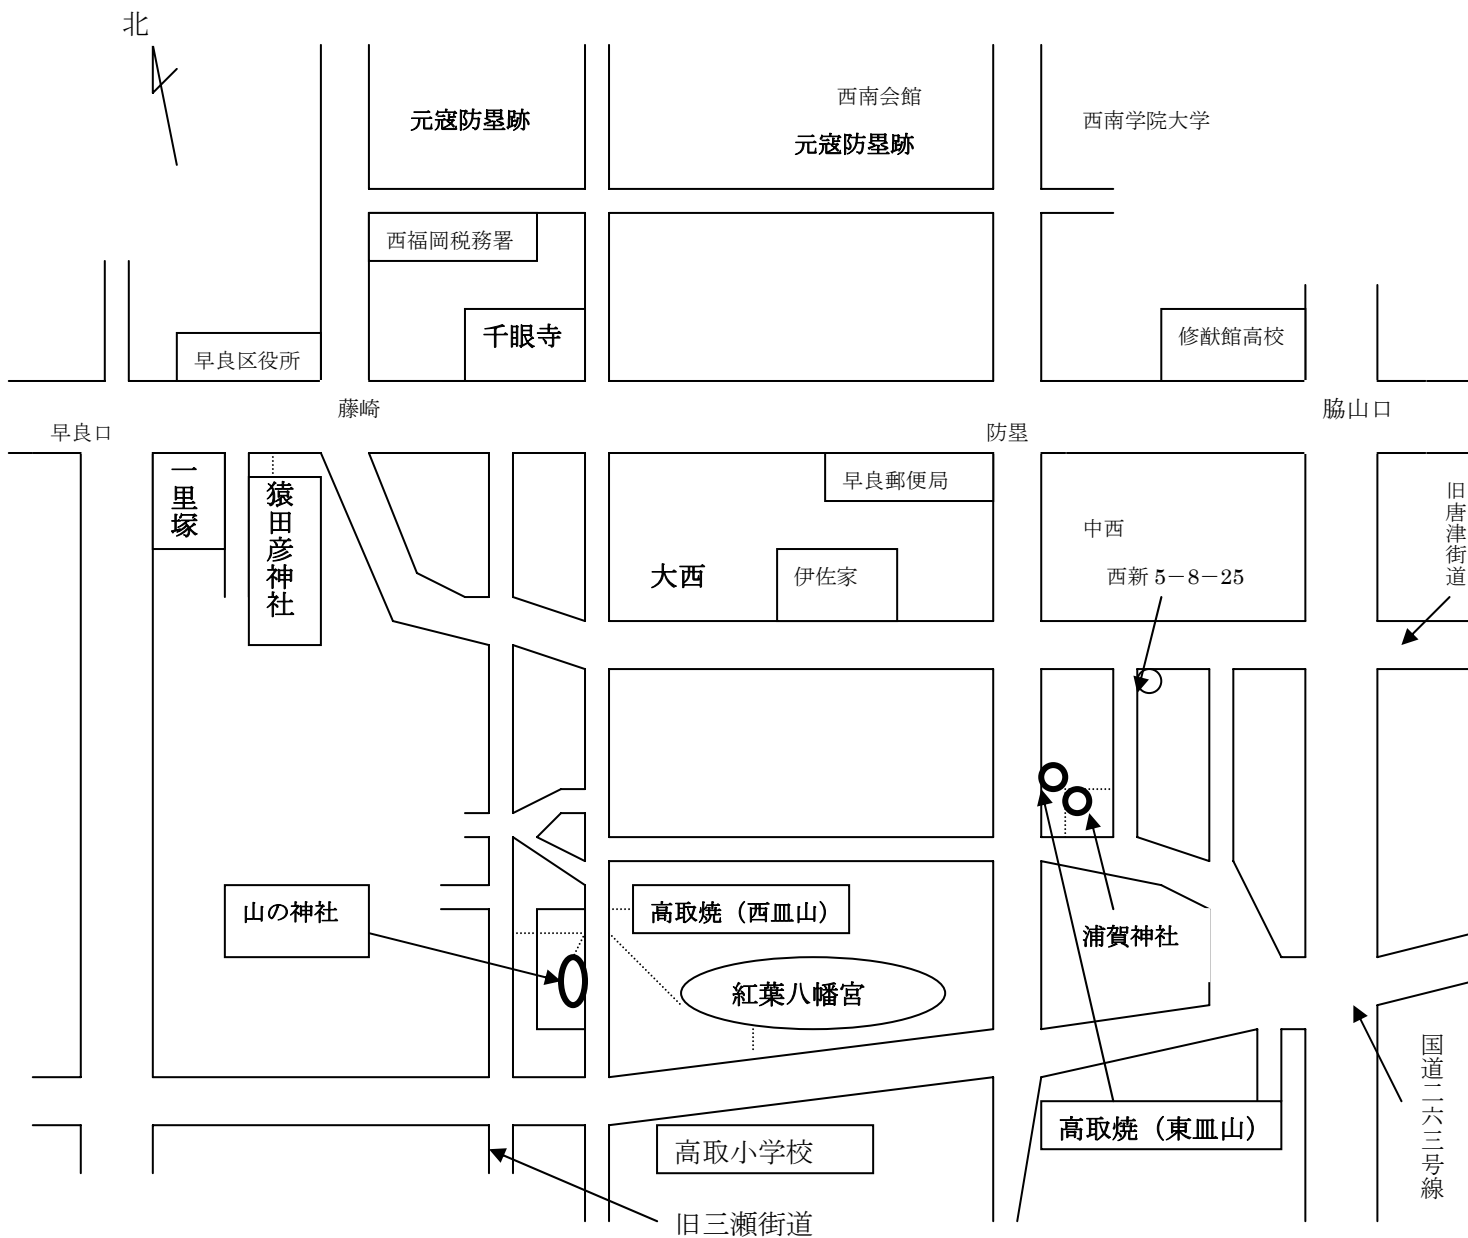 北
元寇防塁跡
西南会館
元寇防塁跡
西南学院大学
西福岡税務署
千眼寺
早良区役所
修猷館高校
藤崎
脇山口
早良口
防塁
一里塚
猿田彦神社
早良郵便局
旧唐津街道
中西
大西
伊佐家
西新 5-8-25
山の神社
高取焼(西皿山)
浦賀神社
紅葉八幡宮
国道二六三号線
高取焼(東皿山)
高取小学校
旧三瀬街道